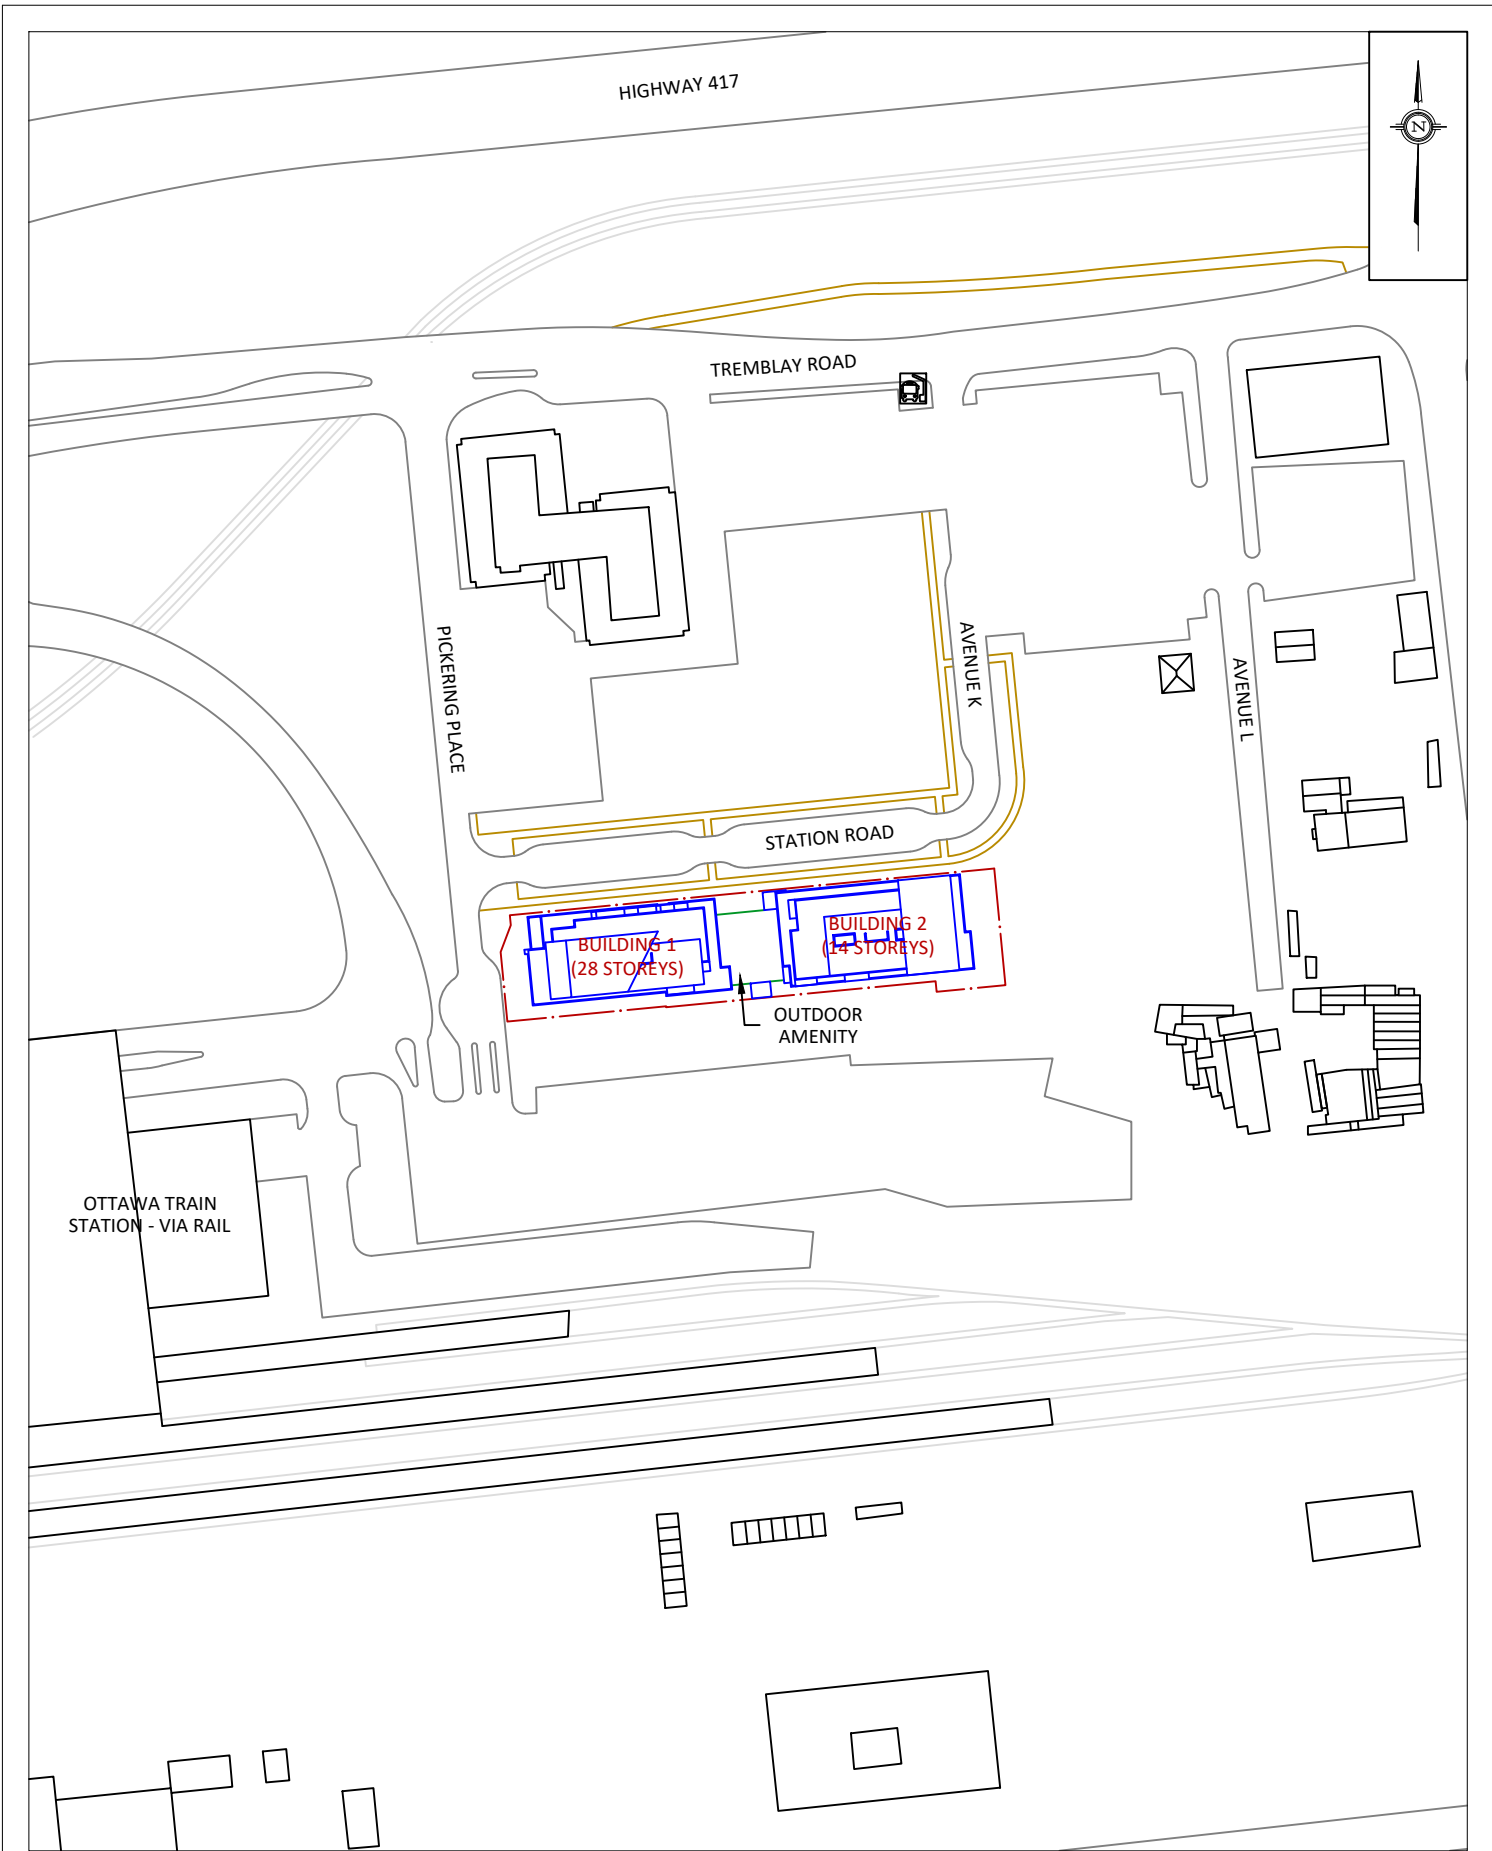 HIGHWAY 417
N
TREMBLAY ROAD
PICKERING PLACE
AVENUE K
AVENUE L
STATION ROAD
BUILDING 1
(28 STOREYS)
BUILDING 2
(14 STOREYS)
OUTDOOR
AMENITY
OTTAWA TRAIN
STATION - VIA RAIL